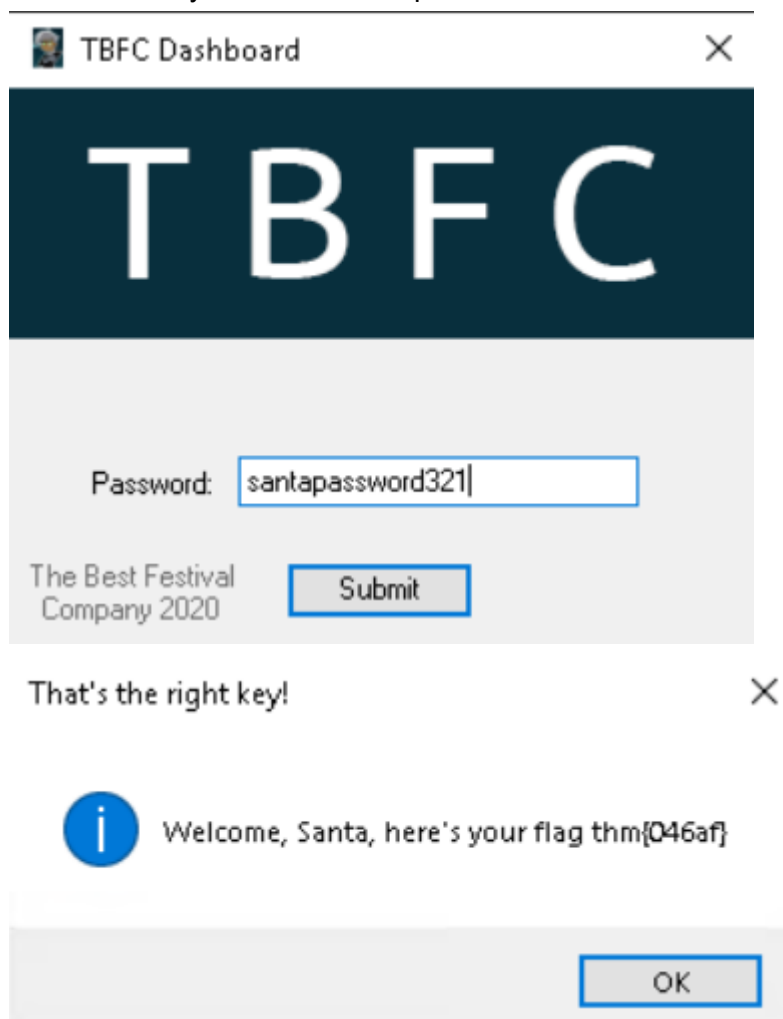 TBFC Dashboard
T B F C
Password: santapassword321
The Best Festival
Company 2020
Submit
That's the right key!
Welcome, Santa, here's your flag thm{046af}
OK